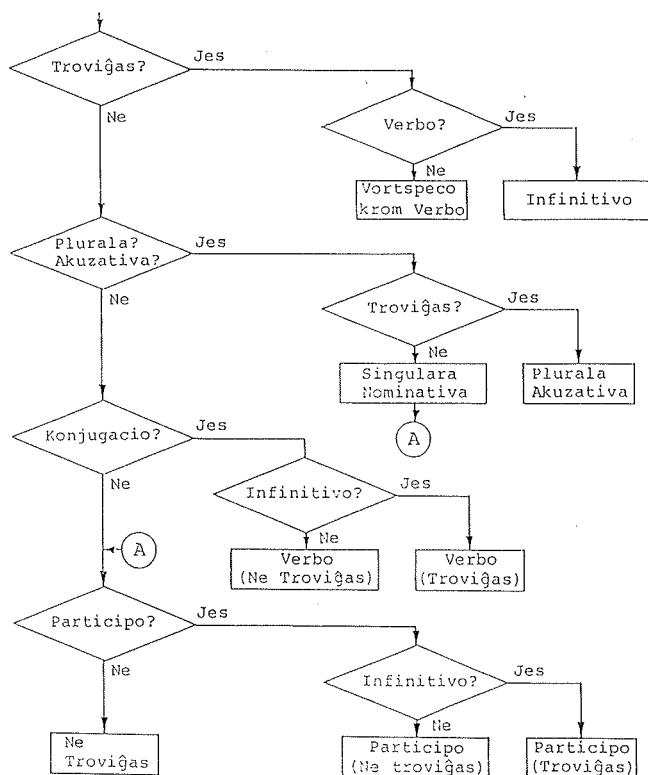 Troviĝas?
Jes
Ne
Verbo?
Jes
Ne
Vortspeco
krom Verbo
Infinitivo
Plurala?
Akuzativa?
Jes
Ne
Troviĝas?
Jes
Ne
Singulara
Nominativa
Plurala
Akuzativa
A
Konjugacio?
Jes
Ne
Infinitivo?
Jes
Ne
Verbo
(Ne Troviĝas)
Verbo
(Troviĝas)
A
Participo?
Jes
Ne
Infinitivo?
Jes
Ne
Ne
Troviĝas
Participo
(Ne troviĝas)
Participo
(Troviĝas)